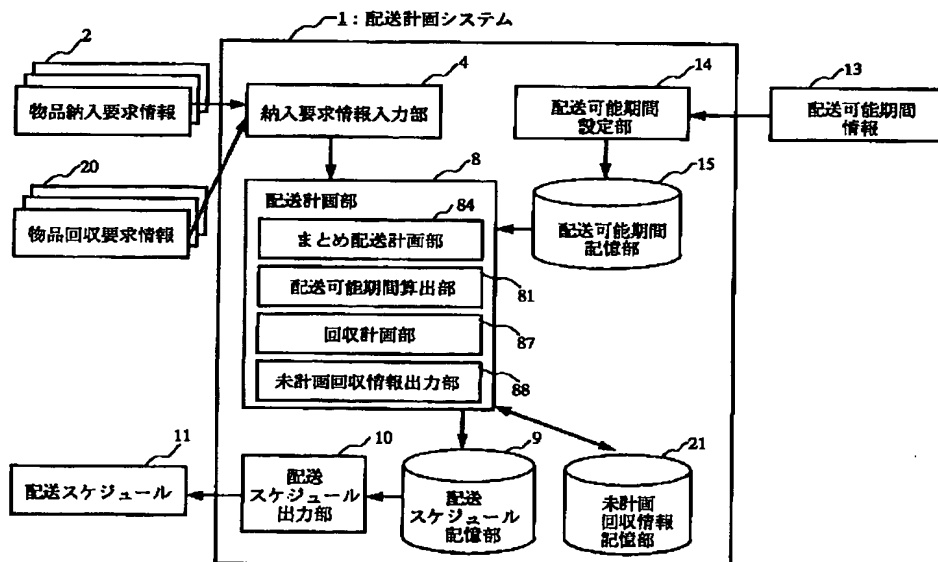 1：配送計画システム
2
物品納入要求情報
4
納入要求情報入力部
14
配送可能期間
設定部
13
配送可能期間
情報
20
物品回収要求情報
8
配送計画部
84
まとめ配送計画部
配送可能期間算出部
81
回収計画部
87
未計画回収情報出力部
88
15
配送可能期間
記憶部
11
配送スケジュール
10
配送
スケジュール
出力部
9
配送
スケジュール
記憶部
21
未計画
回収情報
記憶部